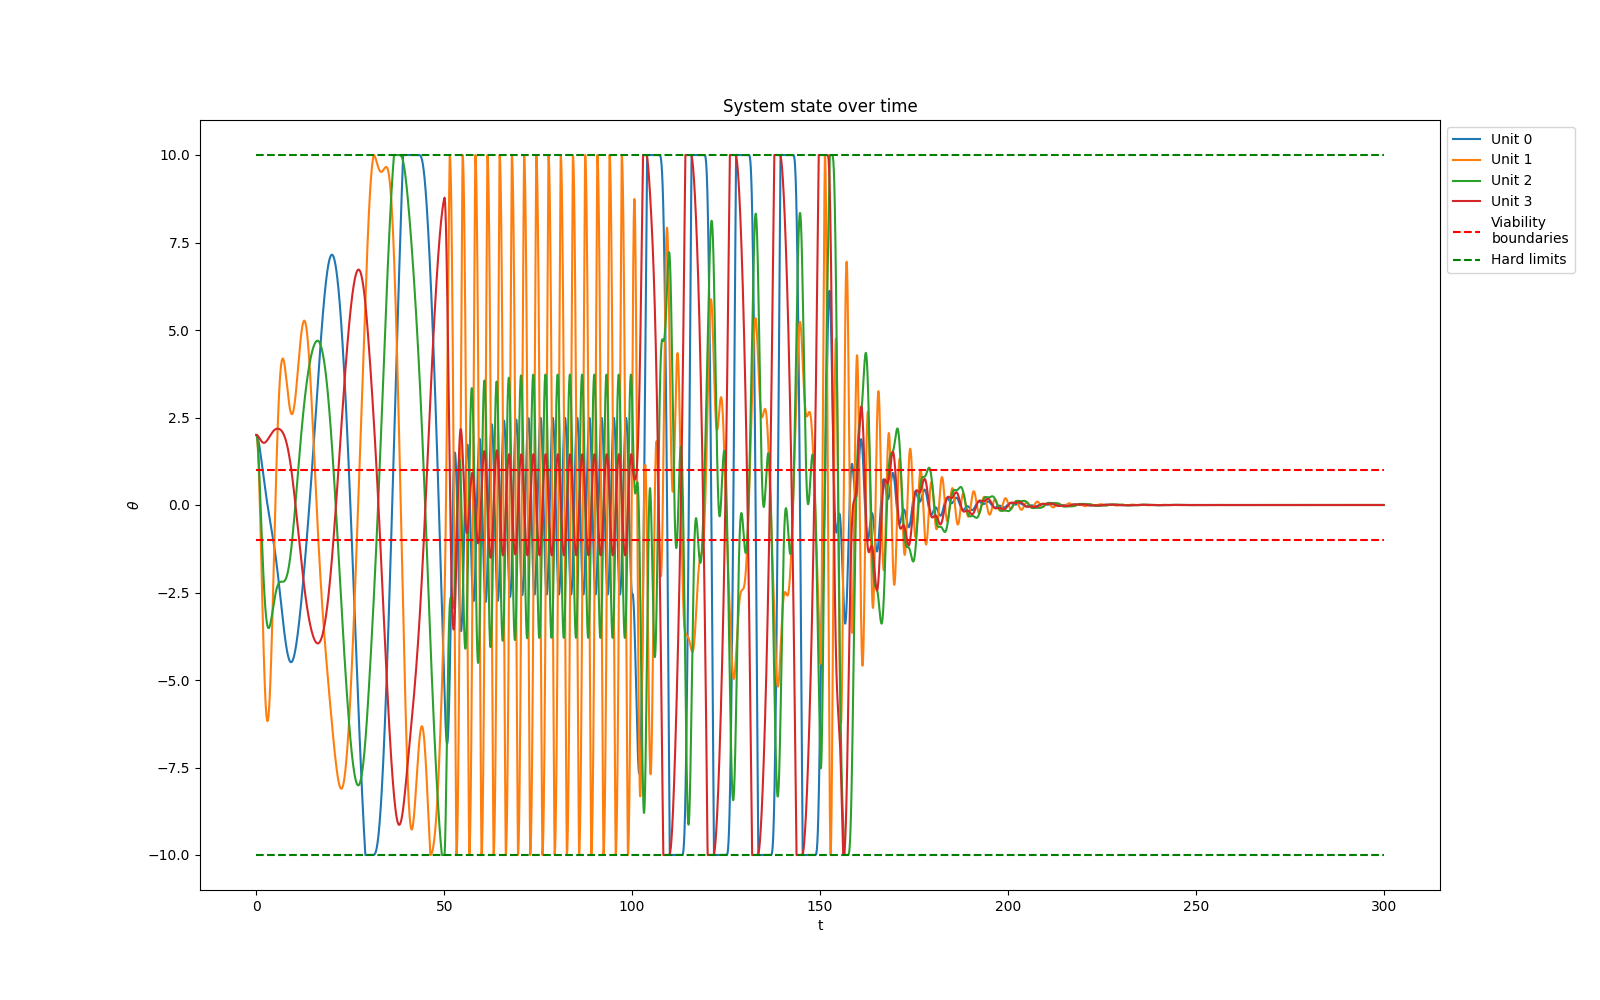 System state over time
10.0
7.5
5.0
2.5
0.0
−2.5
−5.0
−7.5
−10.0
θ
0
50
100
150
200
250
300
t
Unit 0
Unit 1
Unit 2
Unit 3
Viability
boundaries
Hard limits